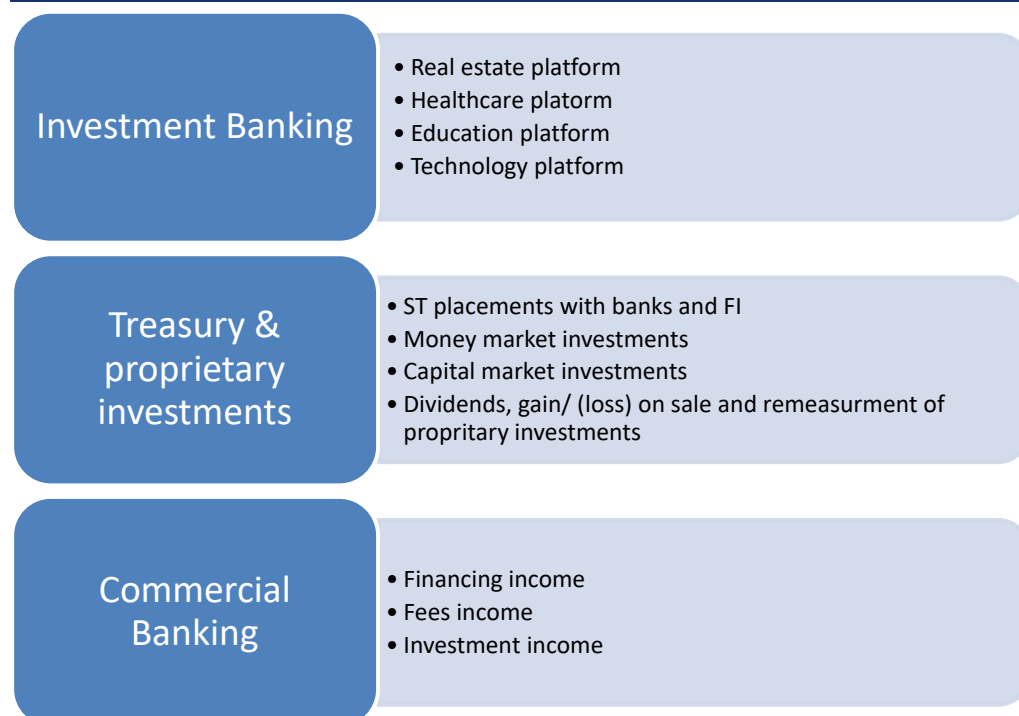 Investment Banking
• Real estate platform
• Healthcare platorm
• Education platform
• Technology platform
Treasury &
proprietary
investments
• ST placements with banks and FI
• Money market investments
• Capital market investments
• Dividends, gain/ (loss) on sale and remeasurment of
propritary investments
Commercial
Banking
• Financing income
• Fees income
• Investment income